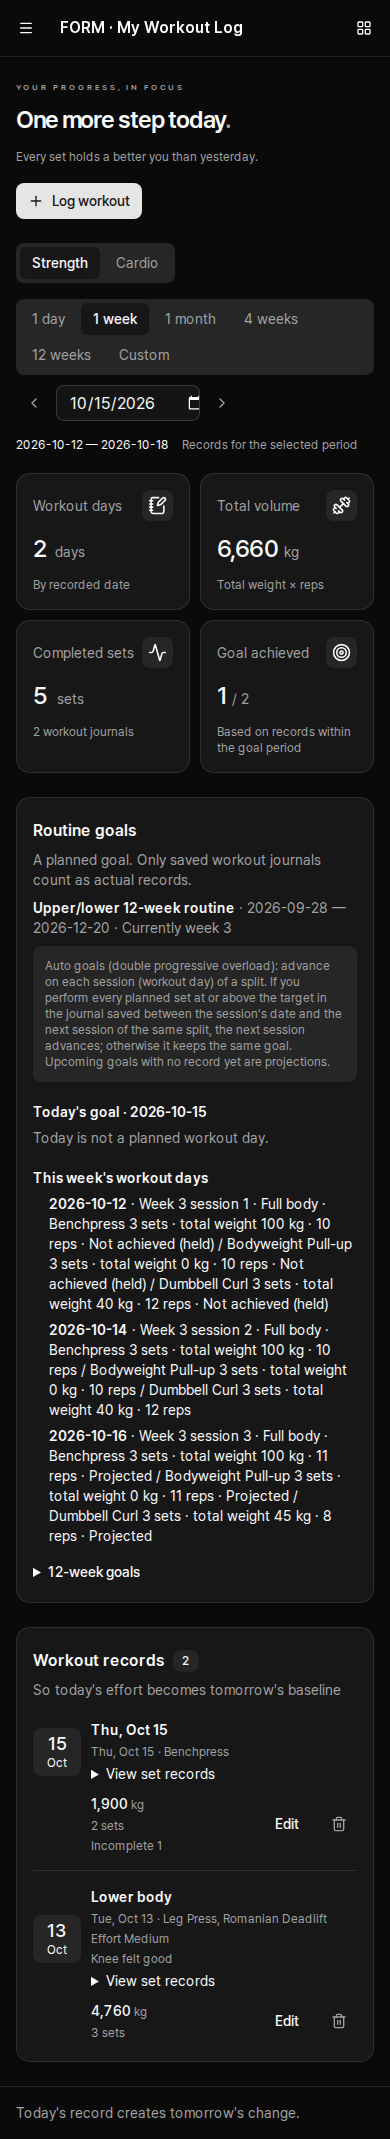 FORM · My Workout Log
YOUR PROGRESS, IN FOCUS
One more step today.
Every set holds a better you than yesterday.
Log workout
Strength Cardio
1 day 1 week 1 month 4 weeks
12 weeks Custom
10/15/2026
2026-10-12 — 2026-10-18 Records for the selected period
Workout days
2 days
By recorded date
Total volume
6,660 kg
Total weight × reps
Completed sets
5 sets
2 workout journals
Goal achieved
1 / 2
Based on records within
the goal period
Routine goals
A planned goal. Only saved workout journals
count as actual records.
Upper/lower 12-week routine · 2026-09-28 —
2026-12-20 · Currently week 3
Auto goals (double progressive overload): advance
on each session (workout day) of a split. If you
perform every planned set at or above the target in
the journal saved between the session's date and the
next session of the same split, the next session
advances; otherwise it keeps the same goal.
Upcoming goals with no record yet are projections.
Today's goal · 2026-10-15
Today is not a planned workout day.
This week's workout days
2026-10-12 · Week 3 session 1 · Full body ·
Benchpress 3 sets · total weight 100 kg · 10
reps · Not achieved (held) / Bodyweight Pull-up
3 sets · total weight 0 kg · 10 reps · Not
achieved (held) / Dumbbell Curl 3 sets · total
weight 40 kg · 12 reps · Not achieved (held)
2026-10-14 · Week 3 session 2 · Full body ·
Benchpress 3 sets · total weight 100 kg · 10
reps / Bodyweight Pull-up 3 sets · total weight
0 kg · 10 reps / Dumbbell Curl 3 sets · total
weight 40 kg · 12 reps
2026-10-16 · Week 3 session 3 · Full body ·
Benchpress 3 sets · total weight 100 kg · 11
reps · Projected / Bodyweight Pull-up 3 sets ·
total weight 0 kg · 11 reps · Projected /
Dumbbell Curl 3 sets · total weight 45 kg · 8
reps · Projected
12-week goals
Workout records 2
So today's effort becomes tomorrow's baseline
15
Oct
Thu, Oct 15
Thu, Oct 15 · Benchpress
View set records
1,900 kg
2 sets
Incomplete 1
Edit
13
Oct
Lower body
Tue, Oct 13 · Leg Press, Romanian Deadlift
Effort Medium
Knee felt good
View set records
4,760 kg
3 sets
Edit
Today's record creates tomorrow's change.